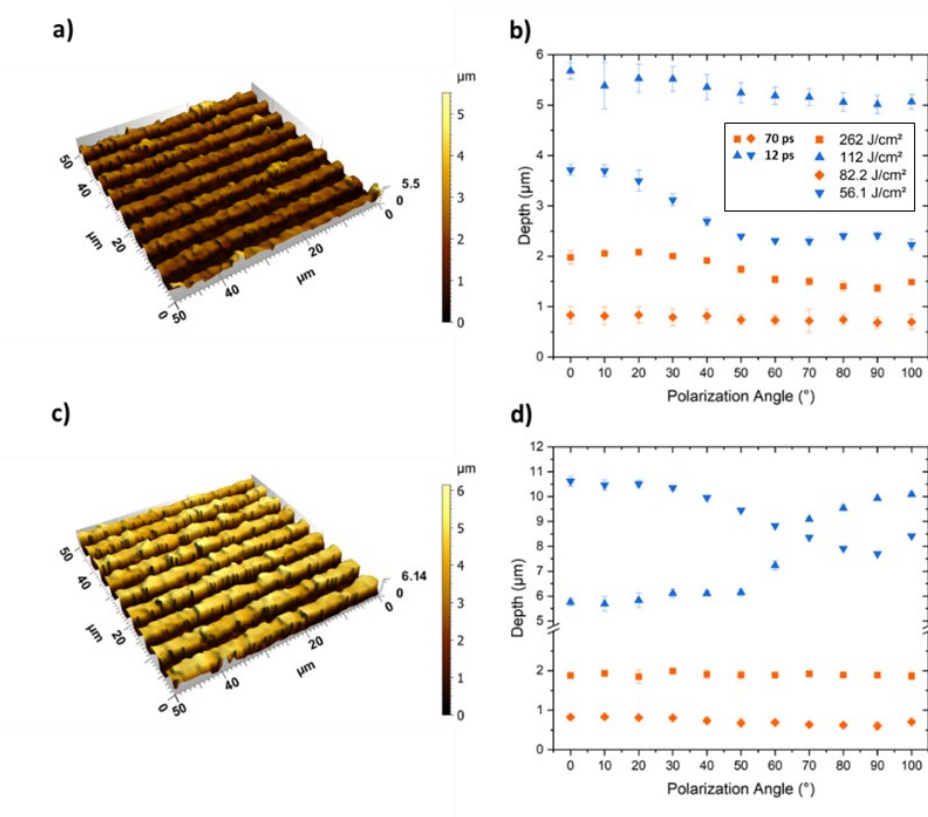 a)
µm
5
4
3
2
1
0
5.5
0
0
20
40
50
µm
50
40
20
0
µm
b)
6
5
4
3
2
1
0
Depth (µm)
70 ps
12 ps
262 J/cm²
112 J/cm²
82.2 J/cm²
56.1 J/cm²
0 10 20 30 40 50 60 70 80 90 100
Polarization Angle (°)
c)
µm
6
5
4
3
2
1
0
6.14
0
0
20
40
50
µm
50
40
20
0
µm
d)
12
11
10
9
8
7
6
5
2
1
0
Depth (µm)
0 10 20 30 40 50 60 70 80 90 100
Polarization Angle (°)